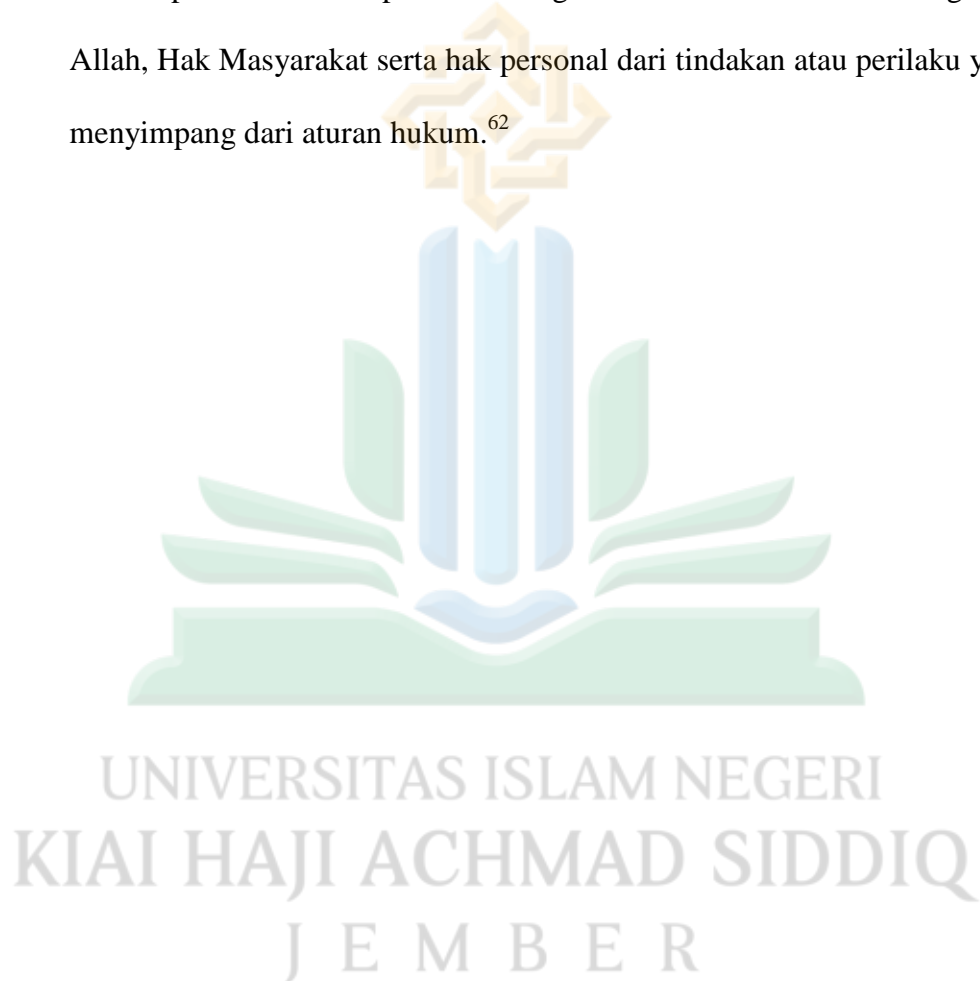 Allah, Hak Masyarakat serta hak personal dari tindakan atau perilaku
menyimpang dari aturan hukum.62
UNIVERSITAS ISLAM NEGERI
KIAI HAJI ACHMAD SIDDIQ
JEMBER